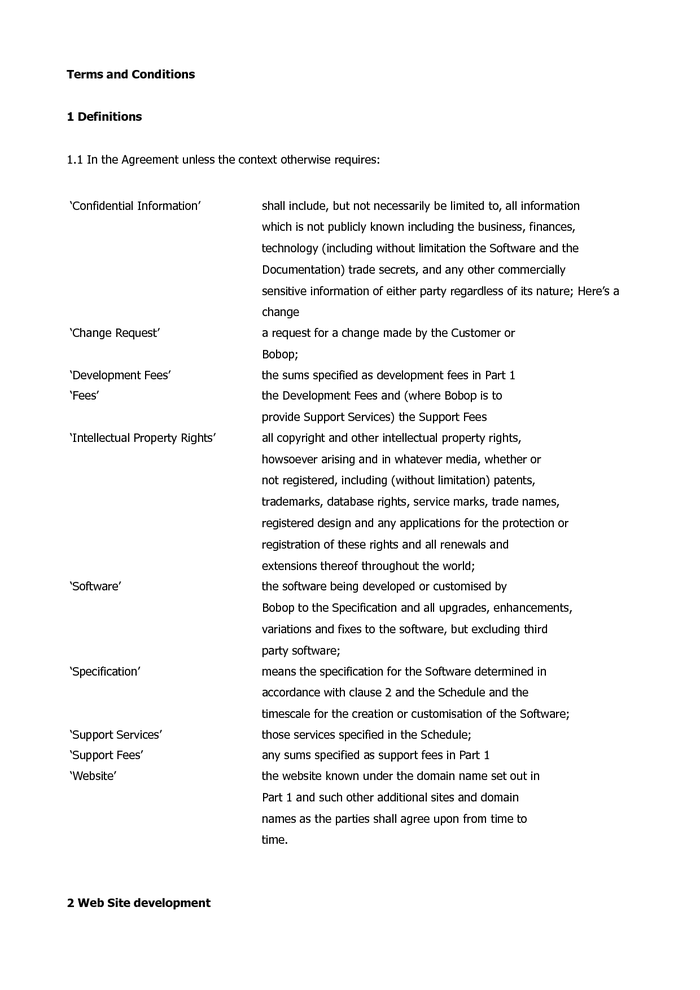 Terms and Conditions
1 Definitions
1.1 In the Agreement unless the context otherwise requires:
‘Confidential Information’ shall include, but not necessarily be limited to, all information
which is not publicly known including the business, finances,
technology (including without limitation the Software and the
Documentation) trade secrets, and any other commercially
sensitive information of either party regardless of its nature; Here’s a
change
‘Change Request’ a request for a change made by the Customer or
Bobop;
‘Development Fees’ the sums specified as development fees in Part 1
‘Fees’ the Development Fees and (where Bobop is to
provide Support Services) the Support Fees
‘Intellectual Property Rights’ all copyright and other intellectual property rights,
howsoever arising and in whatever media, whether or
not registered, including (without limitation) patents,
trademarks, database rights, service marks, trade names,
registered design and any applications for the protection or
registration of these rights and all renewals and
extensions thereof throughout the world;
‘Software’ the software being developed or customised by
Bobop to the Specification and all upgrades, enhancements,
variations and fixes to the software, but excluding third
party software;
‘Specification’ means the specification for the Software determined in
accordance with clause 2 and the Schedule and the
timescale for the creation or customisation of the Software;
‘Support Services’ those services specified in the Schedule;
‘Support Fees’ any sums specified as support fees in Part 1
‘Website’ the website known under the domain name set out in
Part 1 and such other additional sites and domain
names as the parties shall agree upon from time to
time.
2 Web Site development